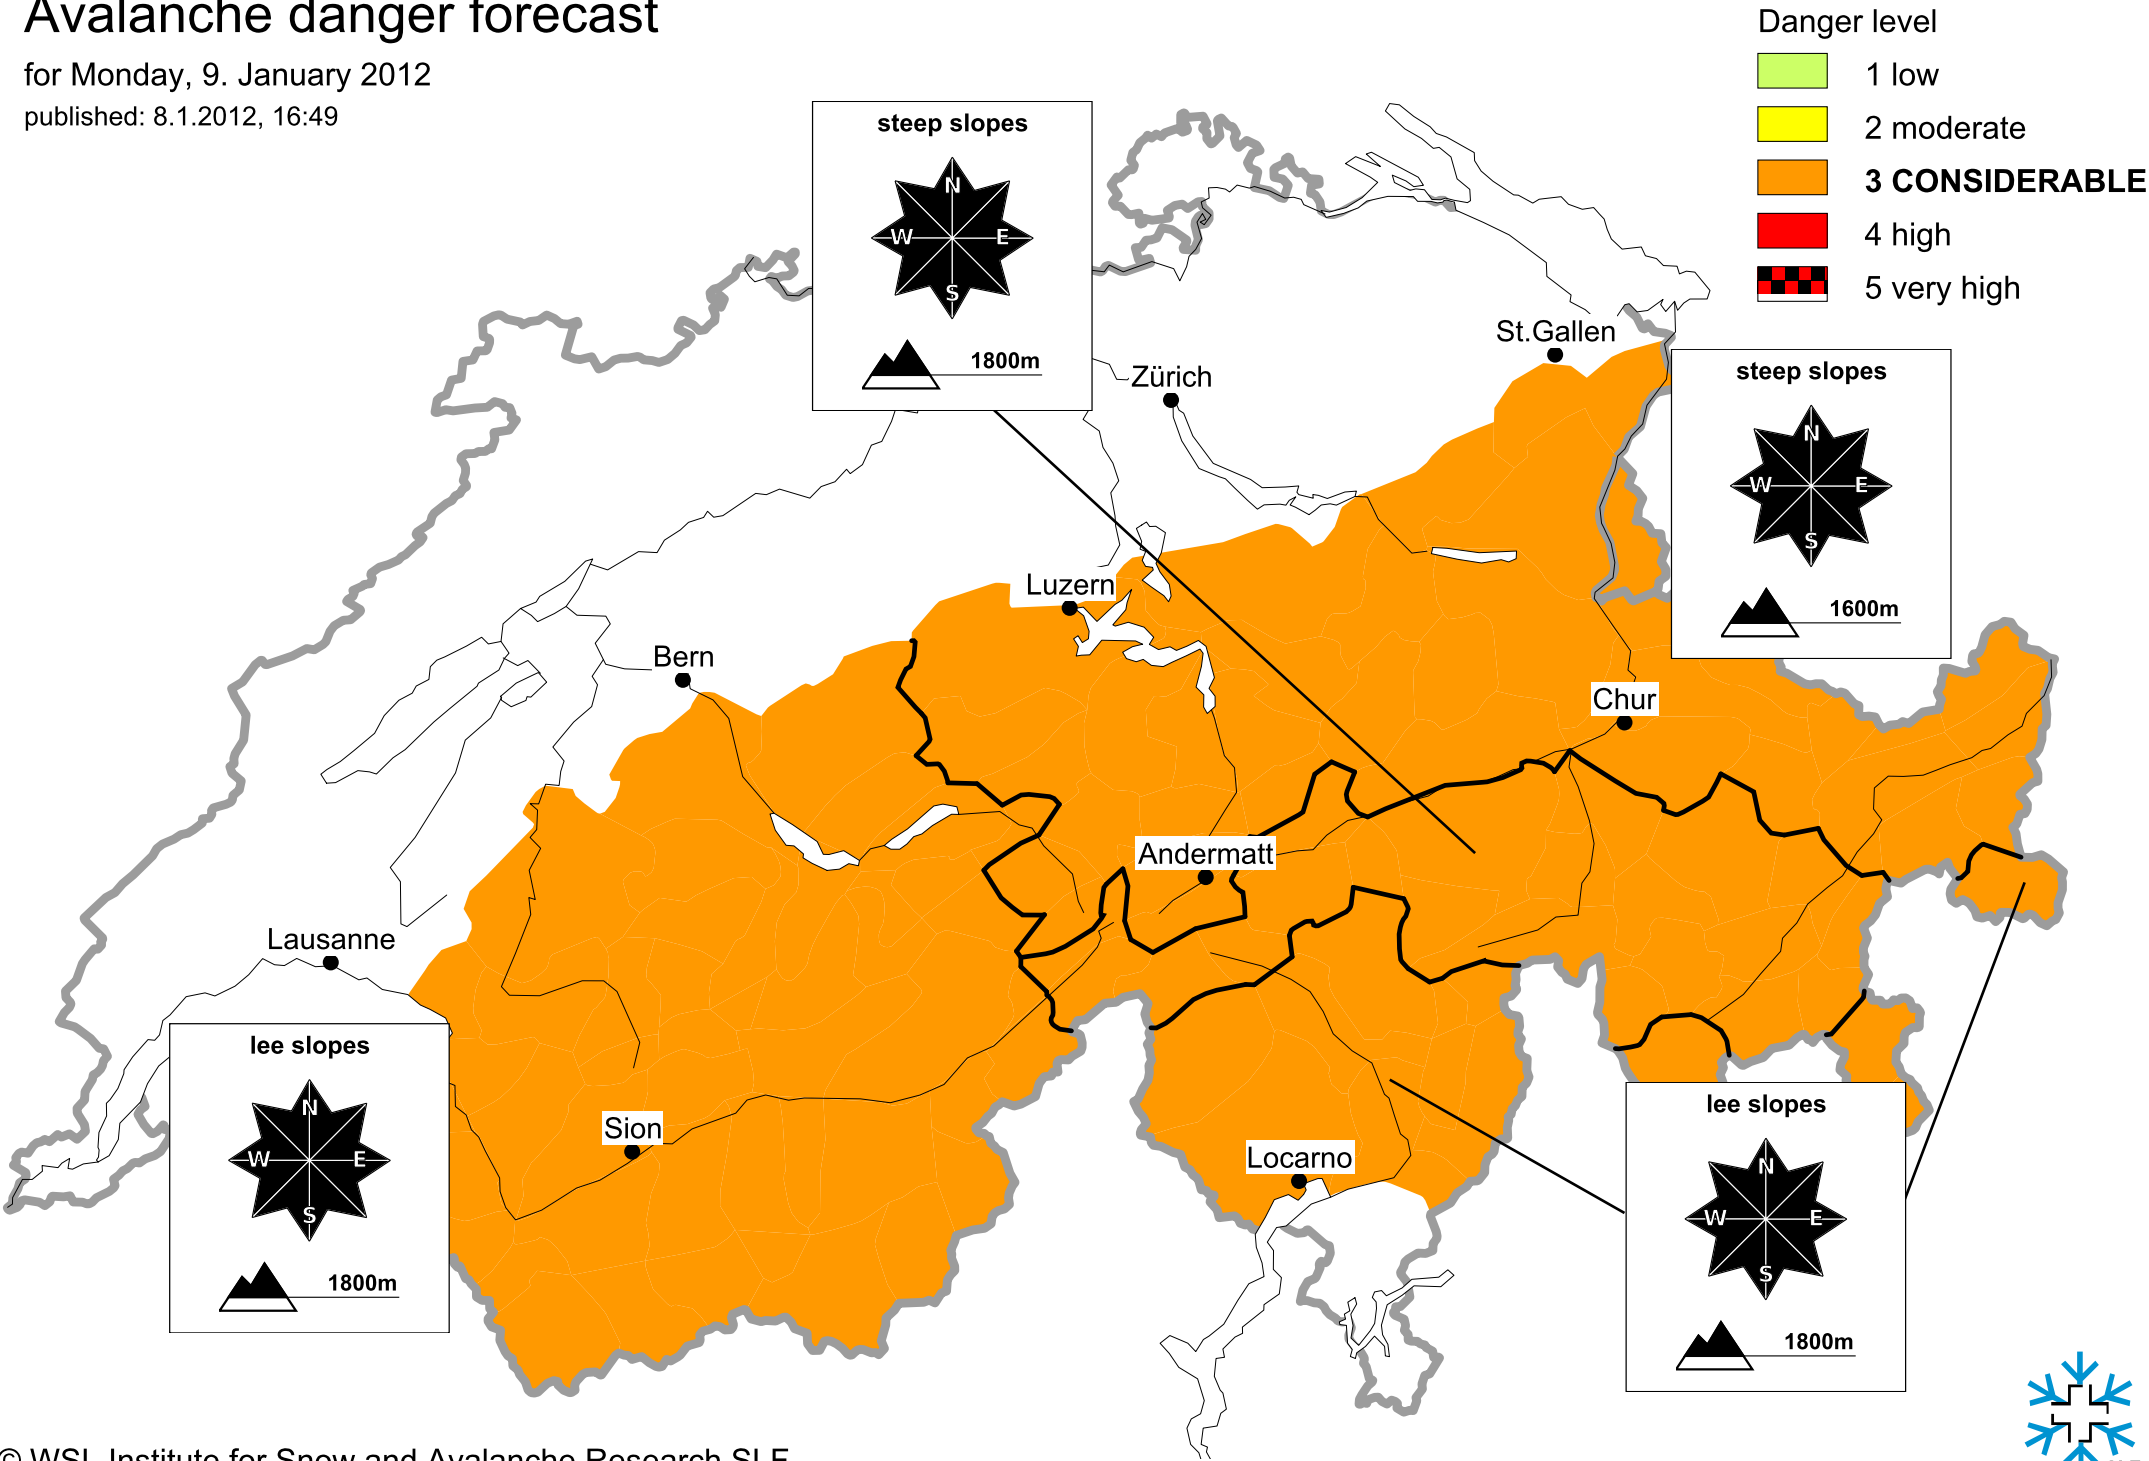 Avalanche danger forecast
for Monday, 9. January 2012
published: 8.1.2012, 16:49
Danger level
1 low
2 moderate
3 CONSIDERABLE
4 high
5 very high
steep slopes
N
W E
S
1800m
steep slopes
N
W E
S
1600m
St.Gallen
Zürich
Luzern
Bern
Chur
Andermatt
Lausanne
Sion
Locarno
lee slopes
N
W E
S
1800m
lee slopes
N
W E
S
1800m
© WSL Institute for Snow and Avalanche Research SLF